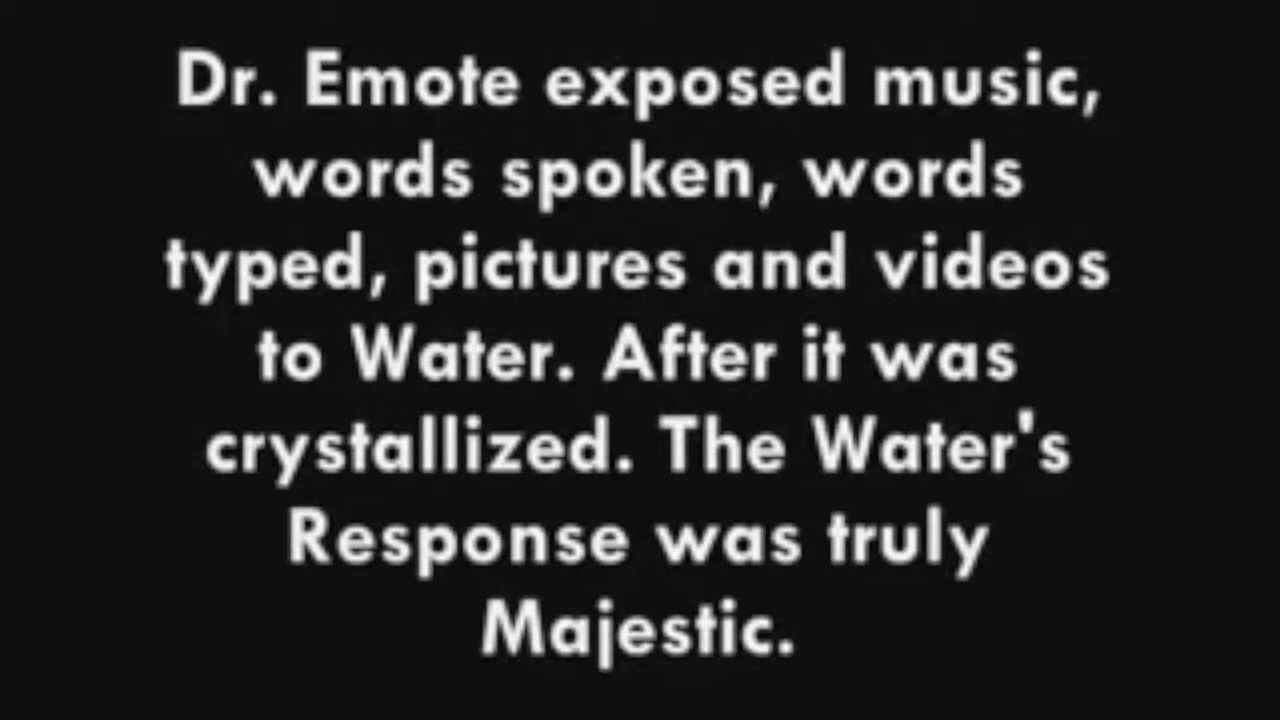 Dr. Emote exposed music,
words spoken, words
typed, pictures and videos
to Water. After it was
crystallized. The Water's
Response was truly
Majestic.